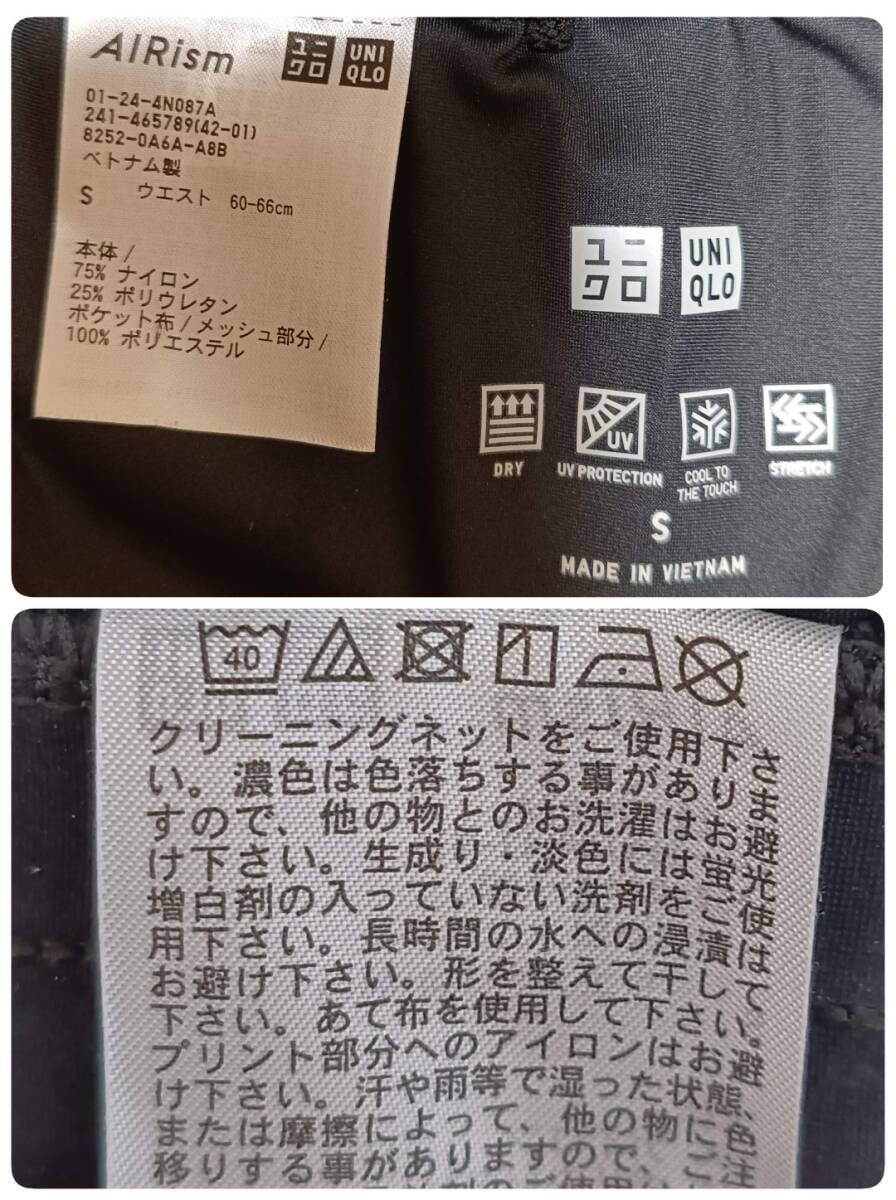 AIRism ユニクロ UNIQLO
01-24-4N087A
241-465789(42-01)
8252-0A6A-A8B
ベトナム製
S ウエスト 60-66cm
本体/
75% ナイロン
25% ポリウレタン
ポケット布/メッシュ部分/
100% ポリエステル
ユニクロ UNIQLO
UV
DRY UV PROTECTION COOL TO THE TOUCH STRETCH
S
MADE IN VIETNAM
40
クリーニングネットをご使用下さ
い。濃色は色落ちする事がありま
すので、他の物とのお洗濯はお避
け下さい。生成り・淡色には蛍光
増白剤の入っていない洗剤をご使
用下さい。長時間の水への浸漬は
お避け下さい。形を整えて干して
下さい。あて布を使用して下さい。
プリント部分へのアイロンはお避
け下さい。汗や雨等で湿った状態、
または摩擦によって、他の物に色
移りする事がありますので、ご注